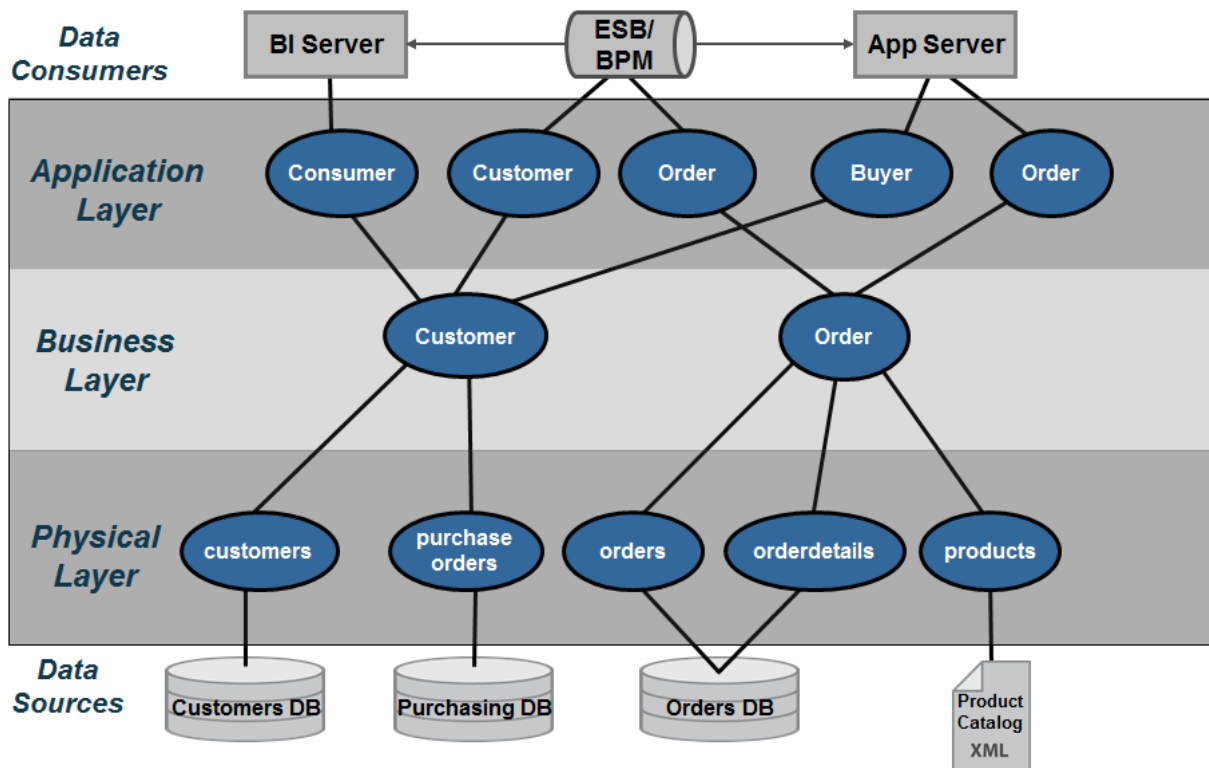 Data
Consumers
BI Server
ESB/
BPM
App Server
Application
Layer
Consumer
Customer
Order
Buyer
Order
Business
Layer
Customer
Order
Physical
Layer
customers
purchase
orders
orders
orderdetails
products
Data
Sources
Customers DB
Purchasing DB
Orders DB
Product
Catalog
XML